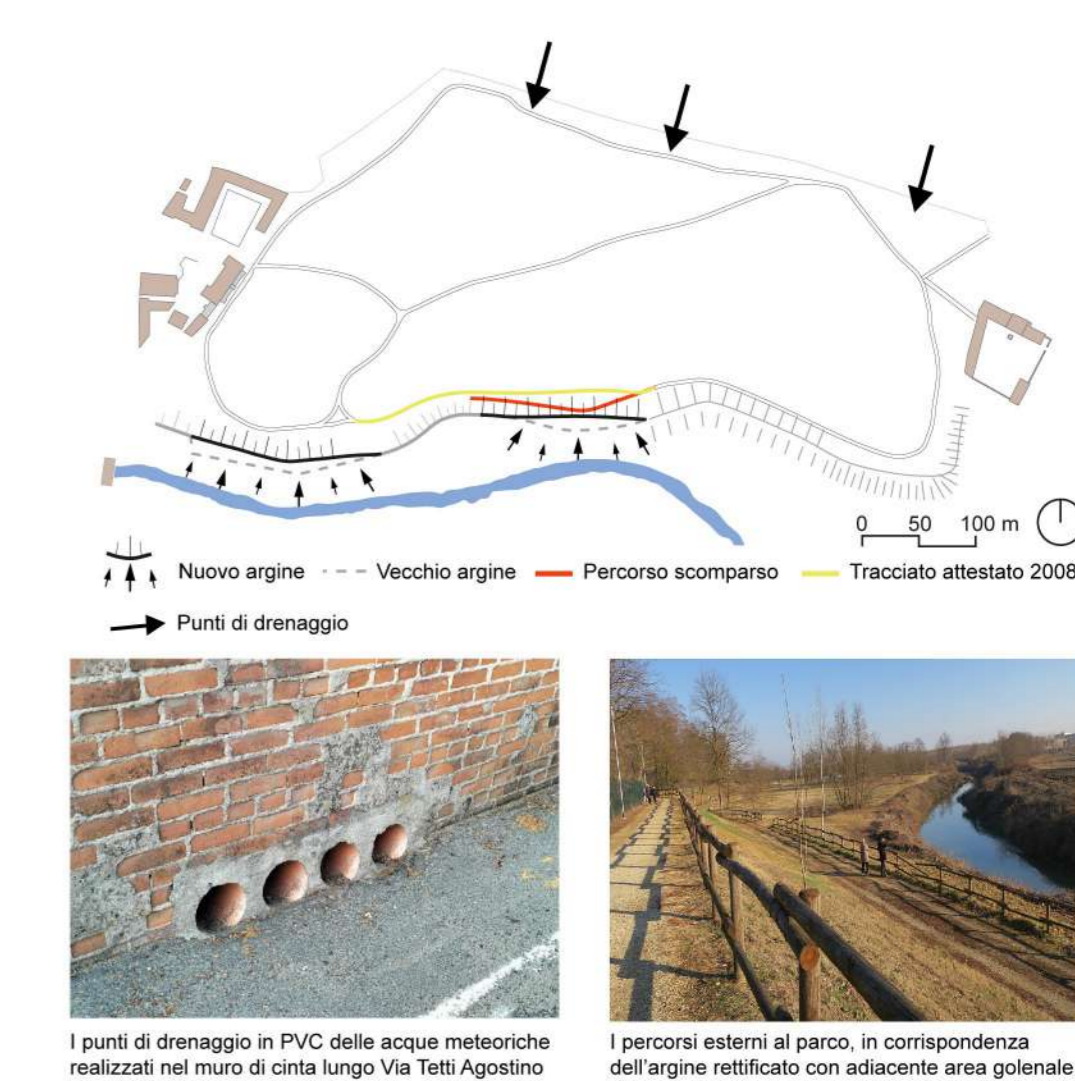 0 50 100 m
Nuovo argine Vecchio argine Percorso scomparso Tracciato attestato 2008
Punti di drenaggio
I punti di drenaggio in PVC delle acque meteoriche
realizzati nel muro di cinta lungo Via Tetti Agostino
I percorsi esterni al parco, in corrispondenza
dell'argine rettificato con adiacente area golenale